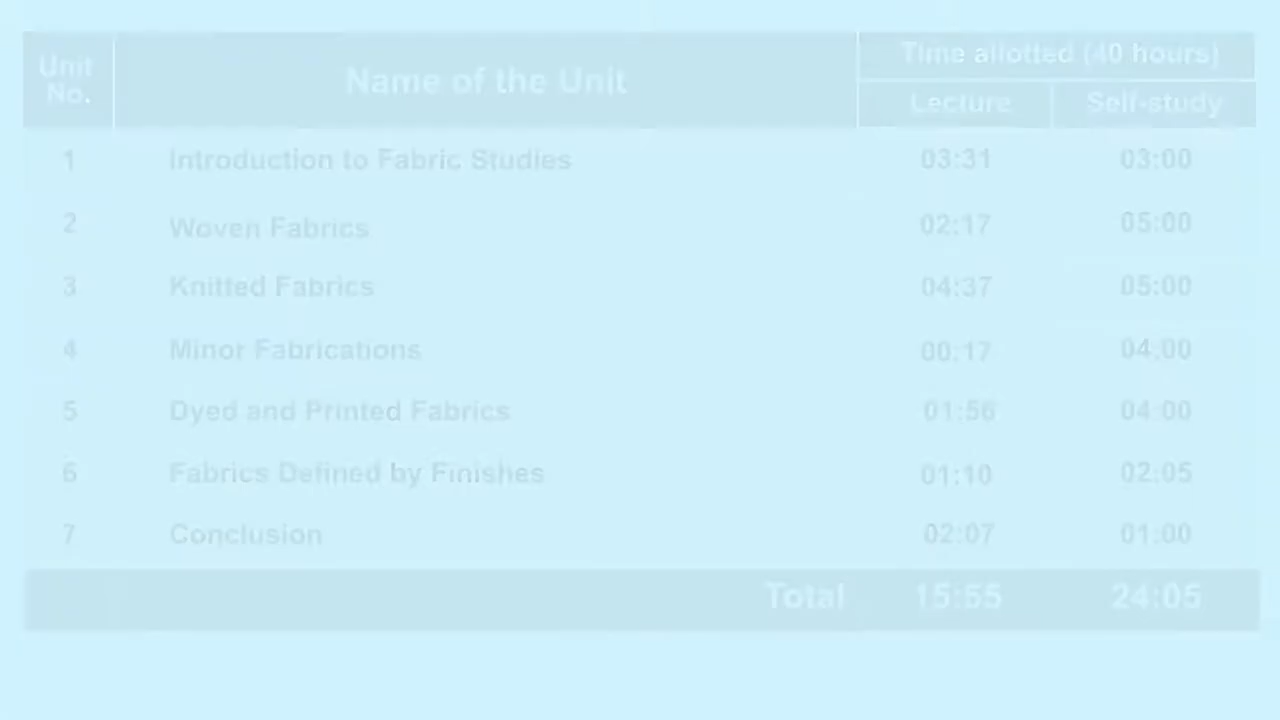 Unit No. Name of the Unit Time allotted (40 hours)
Lecture Self-study
1 Introduction to Fabric Studies 03:31 03:00
2 Woven Fabrics 02:17 05:00
3 Knitted Fabrics 04:37 05:00
4 Minor Fabrications 00:17 04:00
5 Dyed and Printed Fabrics 01:56 04:00
6 Fabrics Defined by Finishes 01:10 02:05
7 Conclusion 02:07 01:00
Total 15:55 24:05